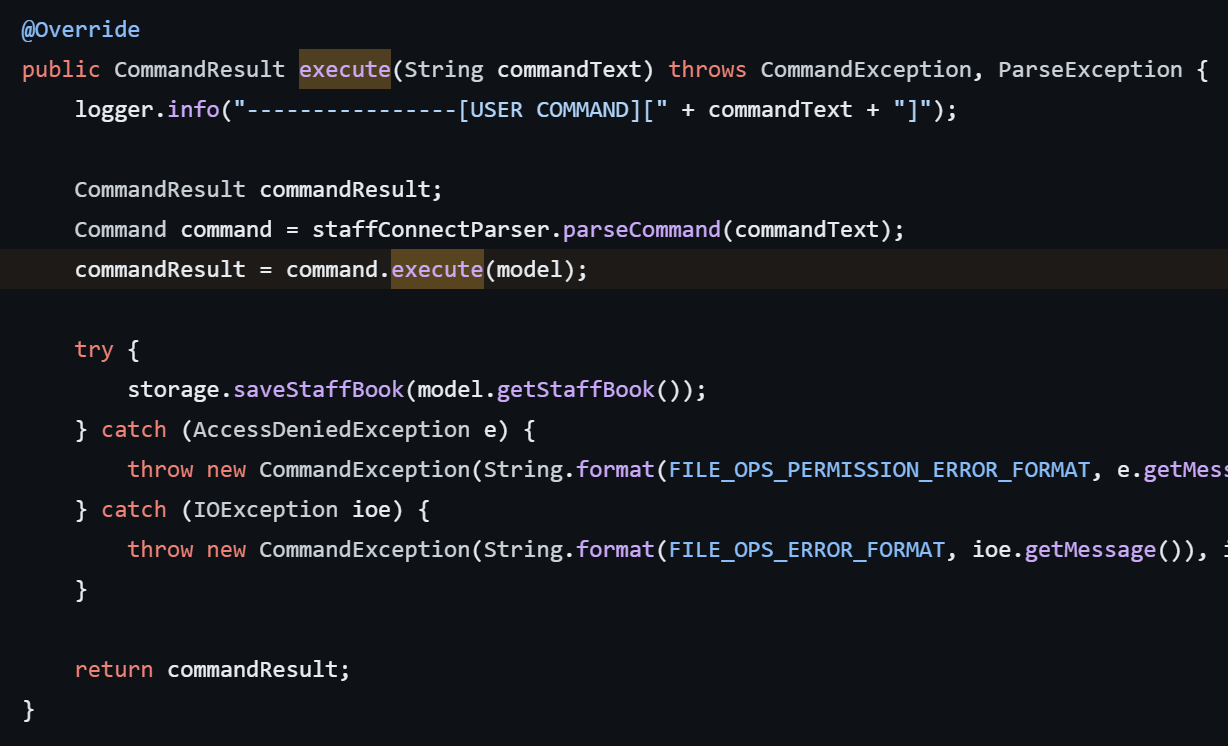 @Override
public CommandResult execute(String commandText) throws CommandException, ParseException {
    logger.info("----------------[USER COMMAND][" + commandText + "]");

    CommandResult commandResult;
    Command command = staffConnectParser.parseCommand(commandText);
    commandResult = command.execute(model);

    try {
        storage.saveStaffBook(model.getStaffBook());
    } catch (AccessDeniedException e) {
        throw new CommandException(String.format(FILE_OPS_PERMISSION_ERROR_FORMAT, e.getMess
    } catch (IOException ioe) {
        throw new CommandException(String.format(FILE_OPS_ERROR_FORMAT, ioe.getMessage()),
    }

    return commandResult;
}